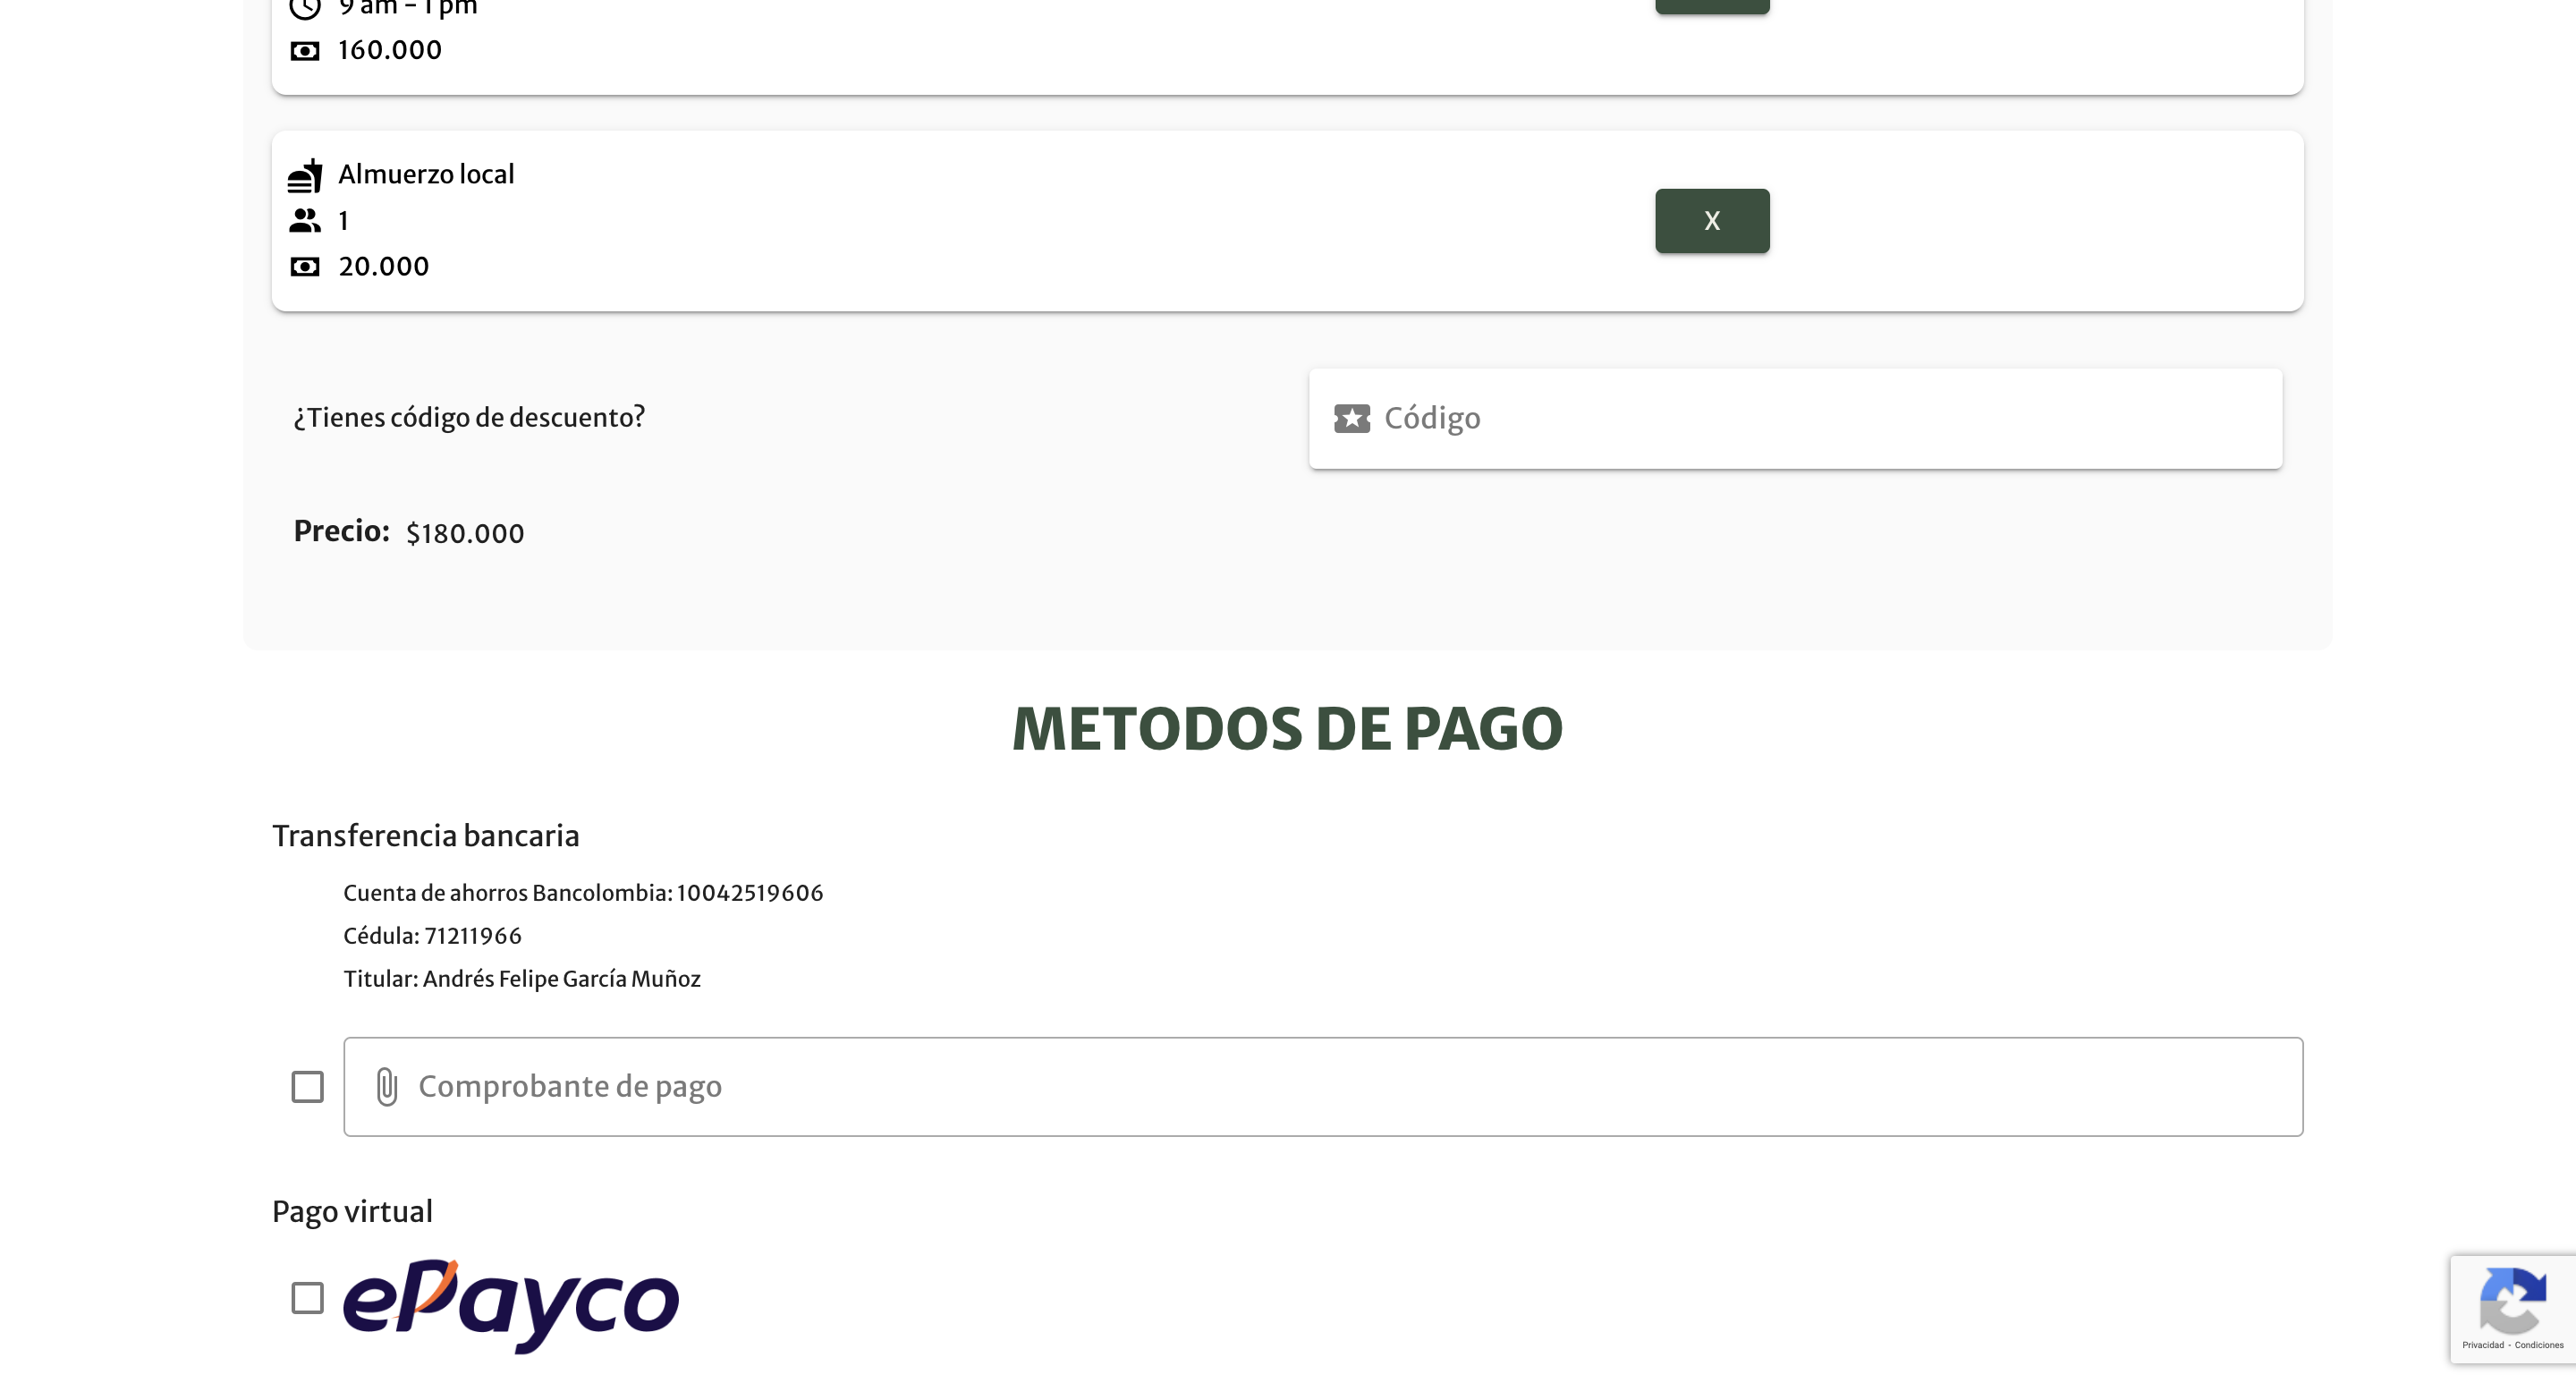 9 am - 1 pm
160.000
Almuerzo local
1
20.000
X
¿Tienes código de descuento?
Código
Precio: $180.000
METODOS DE PAGO
Transferencia bancaria
Cuenta de ahorros Bancolombia: 10042519606
Cédula: 71211966
Titular: Andrés Felipe García Muñoz
Comprobante de pago
Pago virtual
ePayco
Privacidad - Condiciones